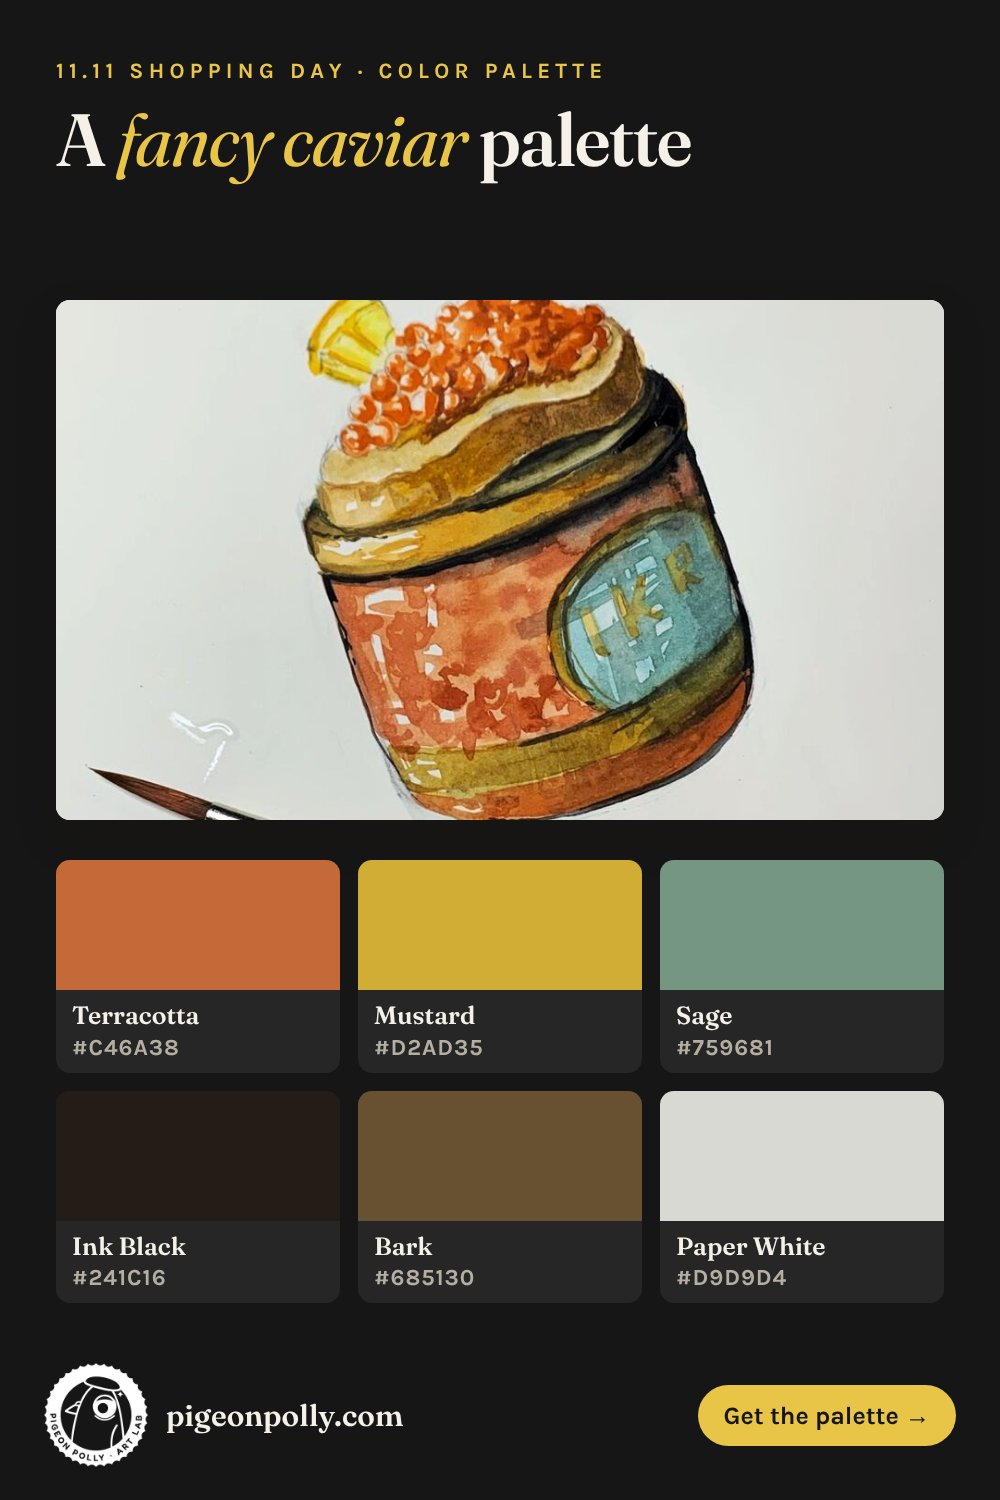 11.11 SHOPPING DAY · COLOR PALETTE
A fancy caviar palette
IKR
Terracotta
#C46A38
Mustard
#D2AD35
Sage
#759681
Ink Black
#241C16
Bark
#685130
Paper White
#D9D9D4
PIGEON POLLY · ART LAB
pigeonpolly.com
Get the palette →